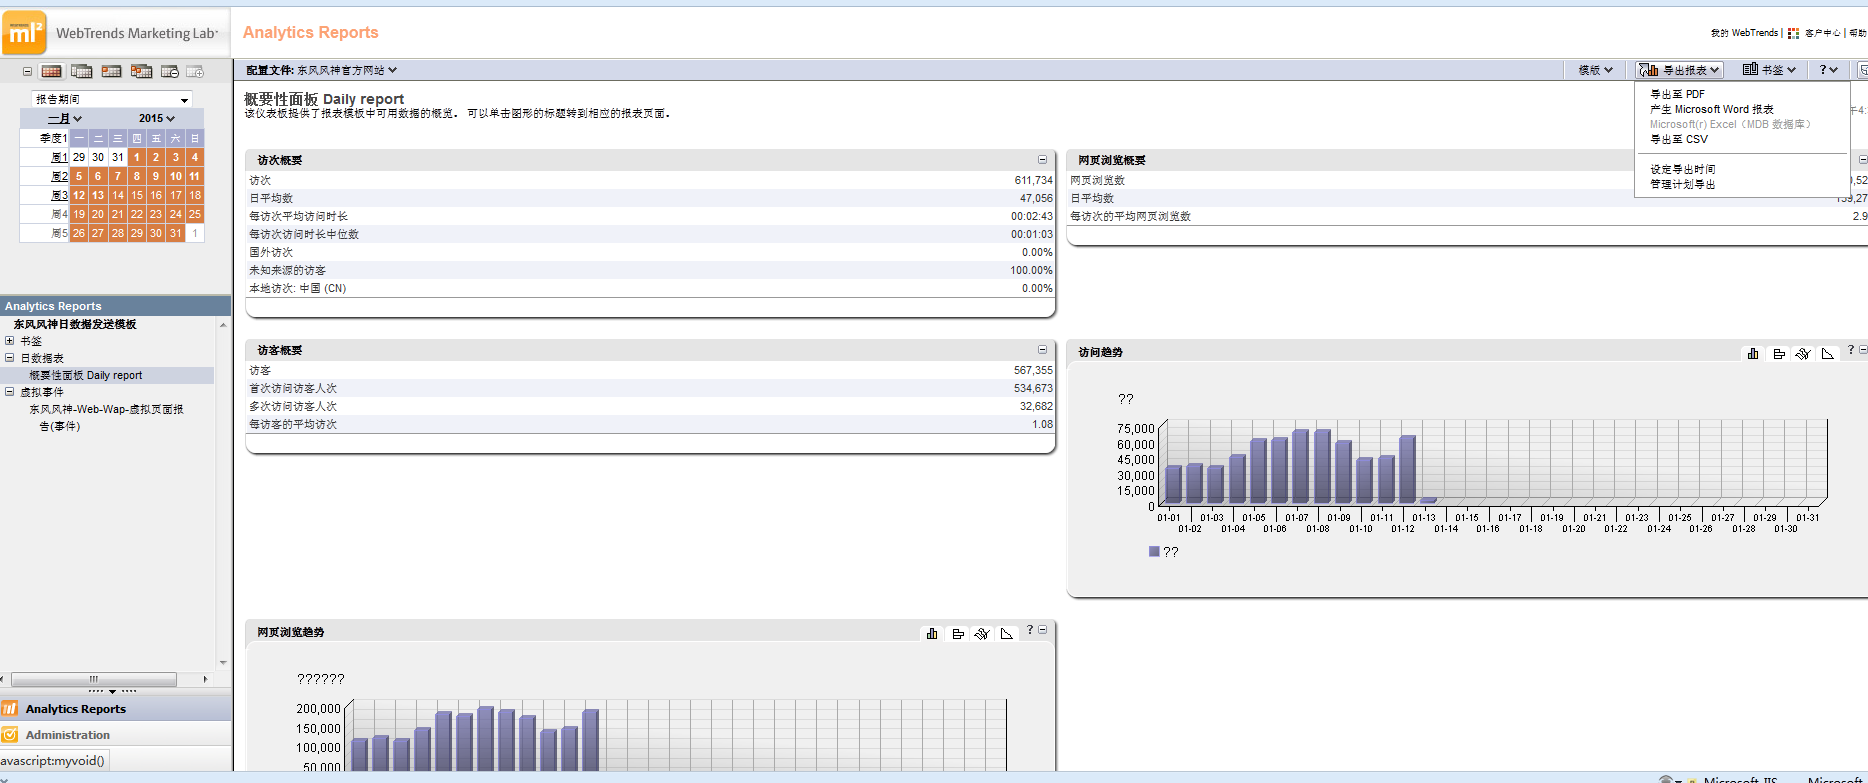 ml²
WebTrends Marketing Lab
Analytics Reports
我的 WebTrends | 客户中心 | 帮助
报告期间
一月 2015
季度1 一 二 三 四 五 六 日
周1 29 30 31 1 2 3 4
周2 5 6 7 8 9 10 11
周3 12 13 14 15 16 17 18
周4 19 20 21 22 23 24 25
周5 26 27 28 29 30 31 1
Analytics Reports
东风风神日数据发送模板
书签
日数据表
概要性面板 Daily report
虚拟事件
东风风神-Web-Wap-虚拟页面报
告(事件)
Analytics Reports
Administration
avascript:myvoid()
配置文件: 东风风神官方网站
模版
导出报表
书签
?
导出至 PDF
产生 Microsoft Word 报表
Microsoft(r) Excel（MDB 数据库）
导出至 CSV
设定导出时间
管理计划导出
概要性面板 Daily report
该仪表板提供了报表模板中可用数据的概览。 可以单击图形的标题转到相应的报表页面。
访次概要
访次 611,734
日平均数 47,056
每访次平均访问时长 00:02:43
每访次访问时长中位数 00:01:03
国外访次 0.00%
未知来源的访客 100.00%
本地访次: 中国 (CN) 0.00%
网页浏览概要
网页浏览数
日平均数
每访次的平均网页浏览数 2.9
访客概要
访客 567,355
首次访问访客人次 534,673
多次访问访客人次 32,682
每访客的平均访次 1.08
访问趋势
?
??
75,000
60,000
45,000
30,000
15,000
0
01-01 01-03 01-05 01-07 01-09 01-11 01-13 01-15 01-17 01-19 01-21 01-23 01-25 01-27 01-29 01-31
01-02 01-04 01-06 01-08 01-10 01-12 01-14 01-16 01-18 01-20 01-22 01-24 01-26 01-28 01-30
??
网页浏览趋势
?
??????
200,000
150,000
100,000
50,000